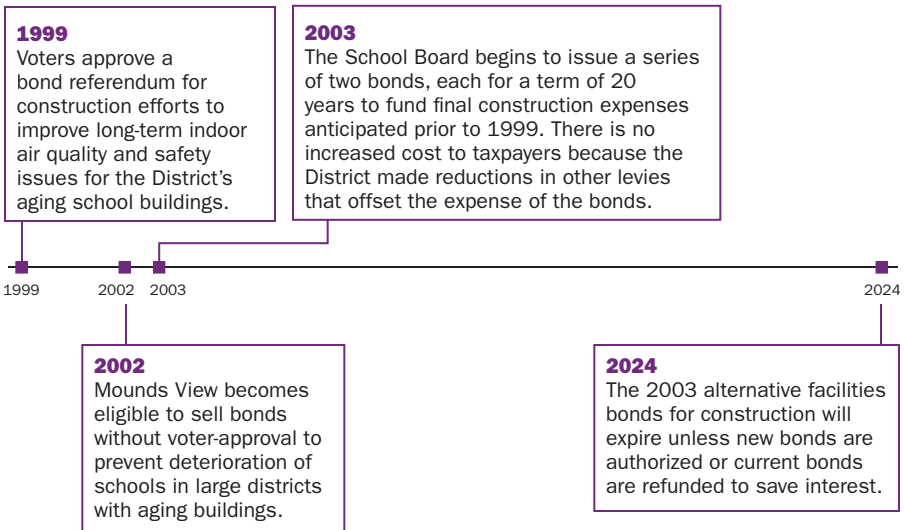 1999
Voters approve a
bond referendum for
construction efforts to
improve long-term indoor
air quality and safety
issues for the District's
aging school buildings.
2003
The School Board begins to issue a series
of two bonds, each for a term of 20
years to fund final construction expenses
anticipated prior to 1999. There is no
increased cost to taxpayers because the
District made reductions in other levies
that offset the expense of the bonds.
1999
2002
2003
2024
2002
Mounds View becomes
eligible to sell bonds
without voter-approval to
prevent deterioration of
schools in large districts
with aging buildings.
2024
The 2003 alternative facilities
bonds for construction will
expire unless new bonds are
authorized or current bonds
are refunded to save interest.